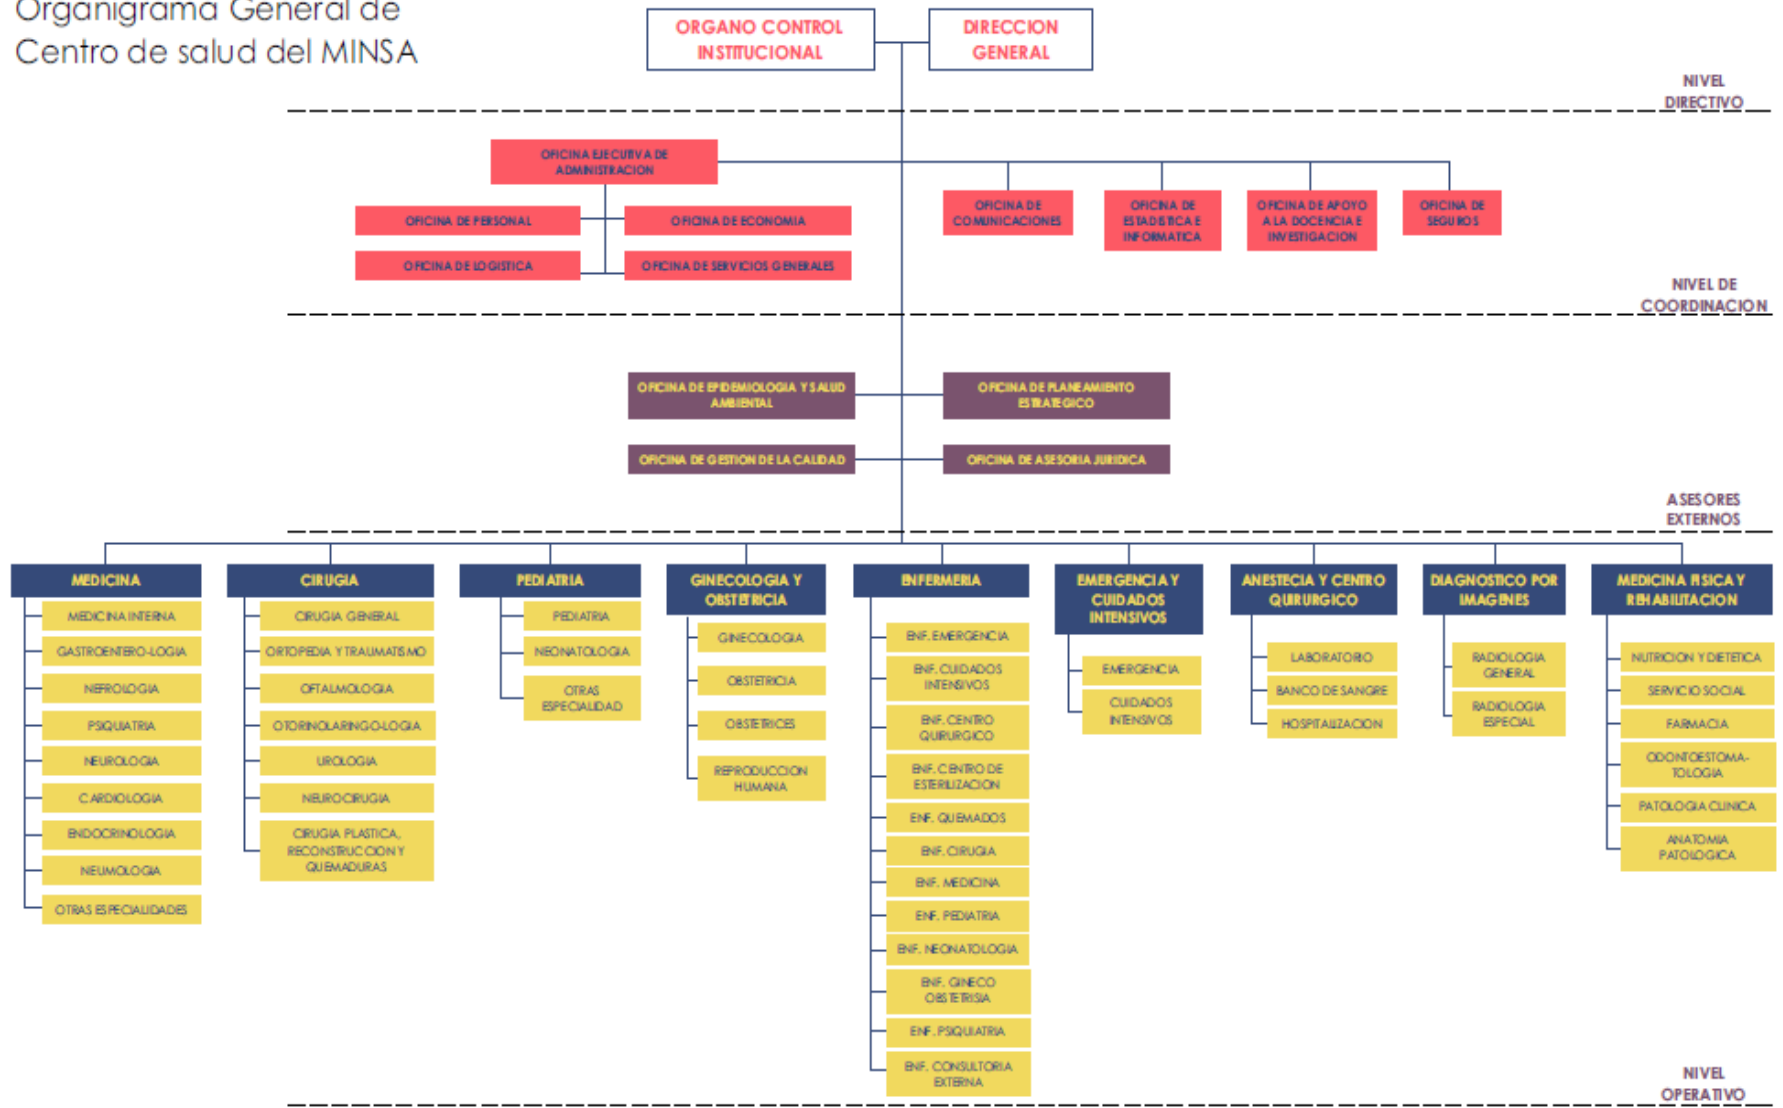 Organigrama General de
Centro de salud del MINSA
ORGANO CONTROL
INSTITUCIONAL
DIRECCION
GENERAL
NIVEL
DIRECTIVO
OFICINA EJECUTIVA DE
ADMINISTRACION
OFICINA DE PERSONAL
OFICINA DE ECONOMIA
OFICINA DE LOGISTICA
OFICINA DE SERVICIOS GENERALES
OFICINA DE
COMUNICACIONES
OFICINA DE
ESTADISTICA E
INFORMATICA
OFICINA DE APOYO
A LA DOCENCIA E
INVESTIGACION
OFICINA DE
SEGUROS
NIVEL DE
COORDINACION
OFICINA DE EPIDEMIOLOGIA Y SALUD
AMBIENTAL
OFICINA DE PLANEAMIENTO
ESTRATEGICO
OFICINA DE GESTION DE LA CALIDAD
OFICINA DE ASESORIA JURIDICA
ASESORES
EXTERNOS
MEDICINA
MEDICINA INTERNA
GASTROENTERO-LOGIA
NEFROLOGIA
PSIQUIATRIA
NEUROLOGIA
CARDIOLOGIA
ENDOCRINOLOGIA
NEUMOLOGIA
OTRAS ESPECIALIDADES
CIRUGIA
CIRUGIA GENERAL
ORTOPEDIA Y TRAUMATISMO
OFTALMOLOGIA
OTORINOLARINGO-LOGIA
UROLOGIA
NEUROCIRUGIA
CIRUGIA PLASTICA,
RECONSTRUCCION Y
QUEMADURAS
PEDIATRIA
PEDIATRIA
NEONATOLOGIA
OTRAS
ESPECIALIDAD
GINECOLOGIA Y
OBSTETRICIA
GINECOLOGIA
OBSTETRICIA
OBSTETRICES
REPRODUCCION
HUMANA
ENFERMERIA
ENF. EMERGENCIA
ENF. CUIDADOS
INTENSIVOS
ENF. CENTRO
QUIRURGICO
ENF. CENTRO DE
ESTERILIZACION
ENF. QUEMADOS
ENF. CIRUGIA
ENF. MEDICINA
ENF. PEDIATRIA
ENF. NEONATOLOGIA
ENF. GINECO
OBSTETRISIA
ENF. PSIQUIATRIA
ENF. CONSULTORIA
EXTERNA
EMERGENCIA Y
CUIDADOS
INTENSIVOS
EMERGENCIA
CUIDADOS
INTENSIVOS
ANESTECIA Y CENTRO
QUIRURGICO
LABORATORIO
BANCO DE SANGRE
HOSPITALIZACION
DIAGNOSTICO POR
IMAGENES
RADIOLOGIA
GENERAL
RADIOLOGIA
ESPECIAL
MEDICINA FISICA Y
REHABILITACION
NUTRICION Y DIETETICA
SERVICIO SOCIAL
FARMACIA
ODONTOESTOMA-
TOLOGIA
PATOLOGIA CLINICA
ANATOMIA
PATOLOGICA
NIVEL
OPERATIVO